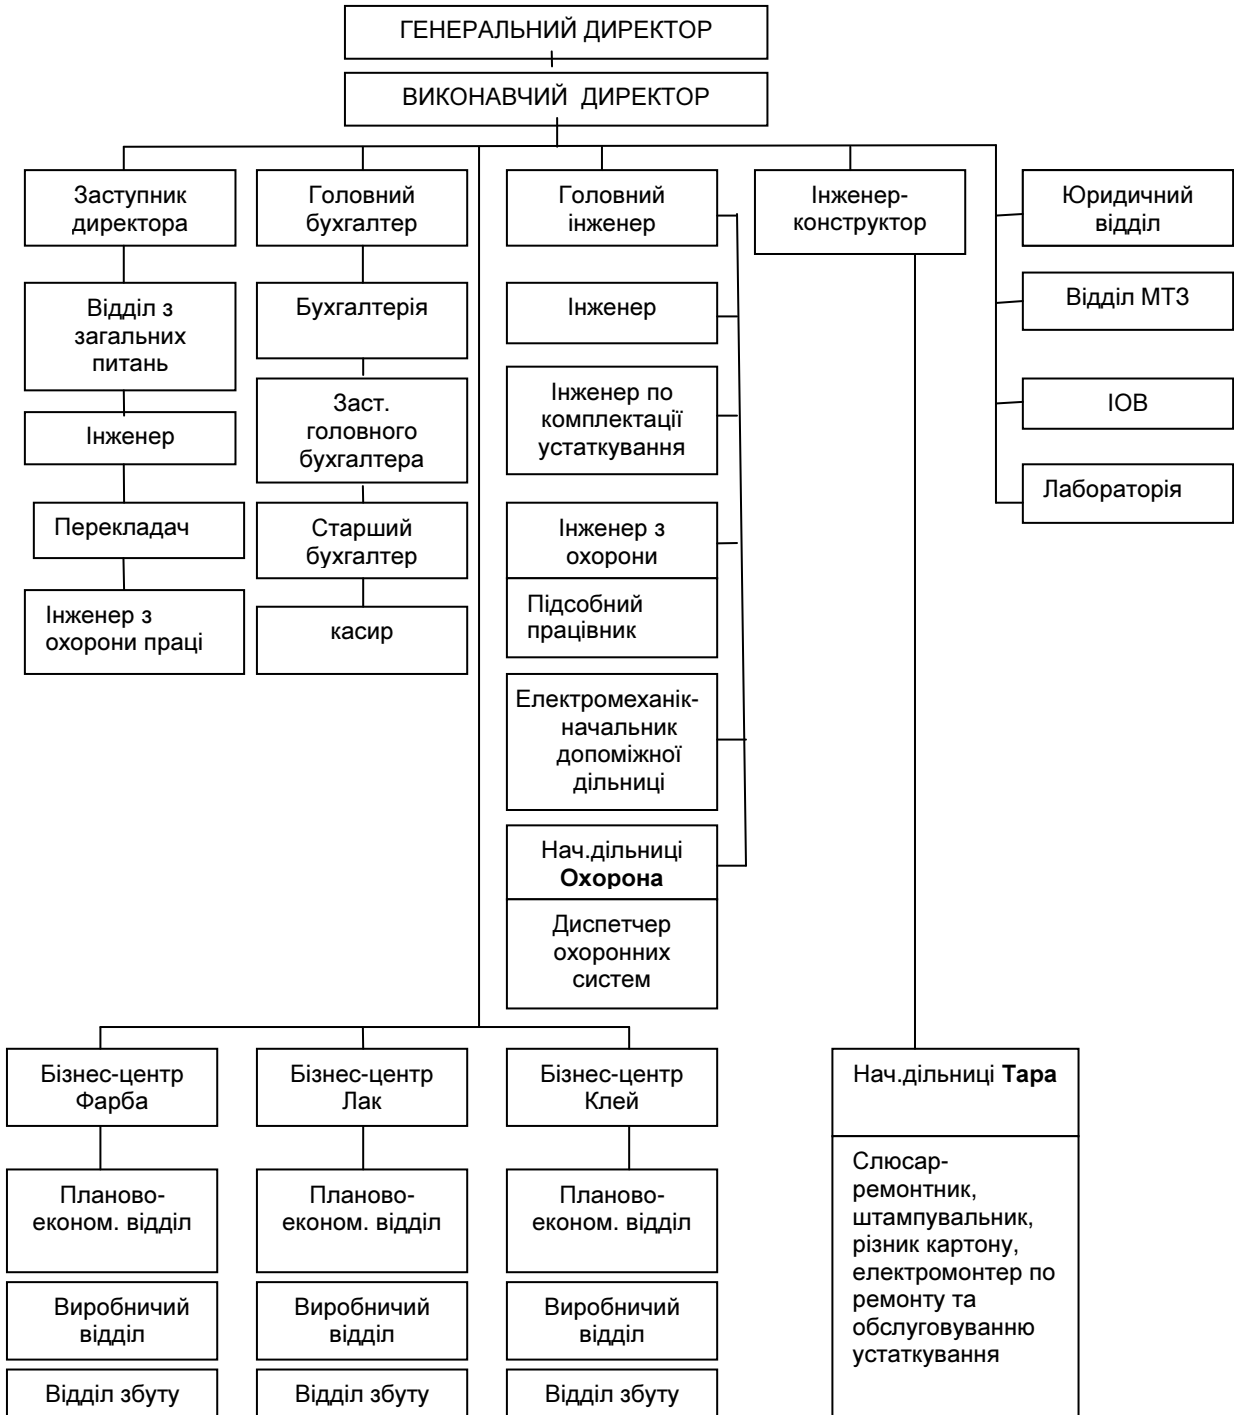 ГЕНЕРАЛЬНИЙ ДИРЕКТОР
ВИКОНАВЧИЙ ДИРЕКТОР
Заступник
директора
Відділ з
загальних
питань
Інженер
Перекладач
Інженер з
охорони праці
Головний
бухгалтер
Бухгалтерія
Заст.
головного
бухгалтера
Старший
бухгалтер
касир
Головний
інженер
Інженер
Інженер по
комплектації
устаткування
Інженер з
охорони
Підсобний
працівник
Електромеханік-
начальник
допоміжної
дільниці
Нач.дільниці
Охорона
Диспетчер
охоронних
систем
Інженер-
конструктор
Юридичний
відділ
Відділ МТЗ
ІОВ
Лабораторія
Бізнес-центр
Фарба
Планово-
економ. відділ
Виробничий
відділ
Відділ збуту
Бізнес-центр
Лак
Планово-
економ. відділ
Виробничий
відділ
Відділ збуту
Бізнес-центр
Клей
Планово-
економ. відділ
Виробничий
відділ
Відділ збуту
Нач.дільниці Тара
Слюсар-
ремонтник,
штампувальник,
різник картону,
електромонтер по
ремонту та
обслуговуванню
устаткування